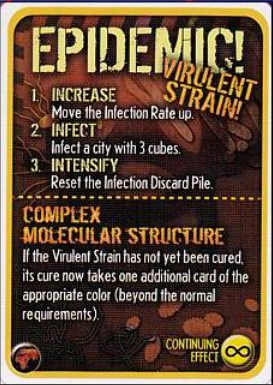 EPIDEMIC!
VIRULENT
STRAIN!
1. INCREASE
Move the Infection Rate up.
2. INFECT
Infect a city with 3 cubes.
3. INTENSIFY
Reset the Infection Discard Pile.
COMPLEX
MOLECULAR STRUCTURE
If the Virulent Strain has not yet been cured,
its cure now takes one additional card of the
appropriate color (beyond the normal
requirements).
CONTINUING
EFFECT ∞